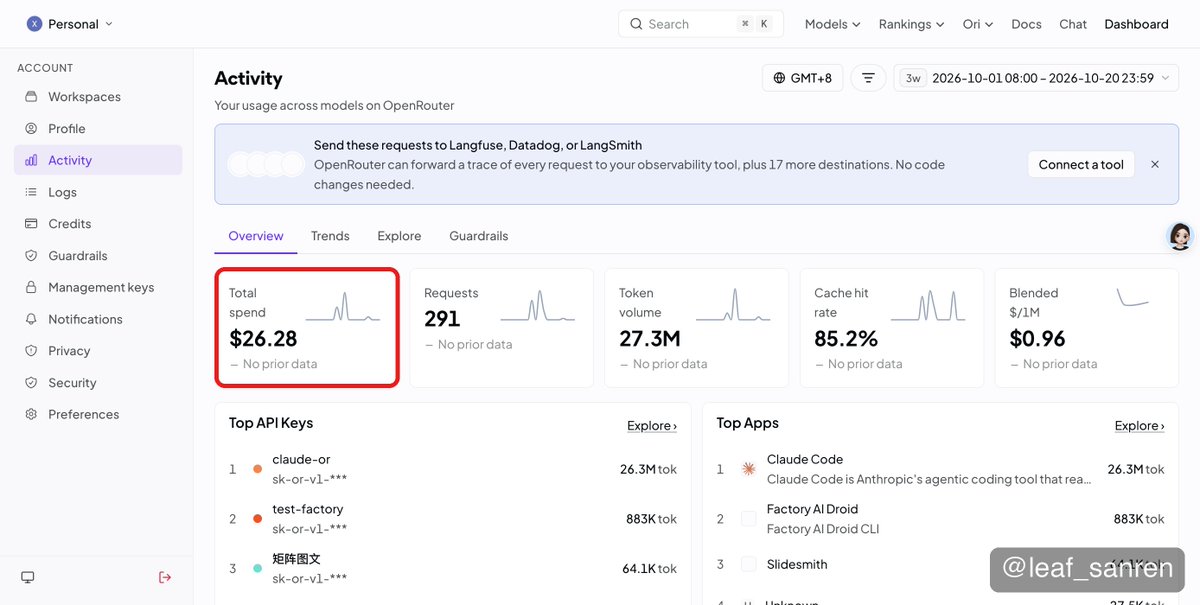 X Personal
Search ⌘ K
Models
Rankings
Ori
Docs
Chat
Dashboard
ACCOUNT
Workspaces
Profile
Activity
Logs
Credits
Guardrails
Management keys
Notifications
Privacy
Security
Preferences
Activity
GMT+8
3w 2026-10-01 08:00 – 2026-10-20 23:59
Your usage across models on OpenRouter
Send these requests to Langfuse, Datadog, or LangSmith
OpenRouter can forward a trace of every request to your observability tool, plus 17 more destinations. No code
changes needed.
Connect a tool
Overview
Trends
Explore
Guardrails
Total
spend
$26.28
— No prior data
Requests
291
— No prior data
Token
volume
27.3M
— No prior data
Cache hit
rate
85.2%
— No prior data
Blended
$/1M
$0.96
— No prior data
Top API Keys
Explore ›
1 claude-or 26.3M tok
sk-or-v1-***
2 test-factory 883K tok
sk-or-v1-***
3 矩阵图文 64.1K tok
sk-or-v1-***
Top Apps
Explore ›
1 Claude Code 26.3M tok
Claude Code is Anthropic's agentic coding tool that rea...
2 Factory AI Droid 883K tok
Factory AI Droid CLI
3 Slidesmith
@leaf_sanren